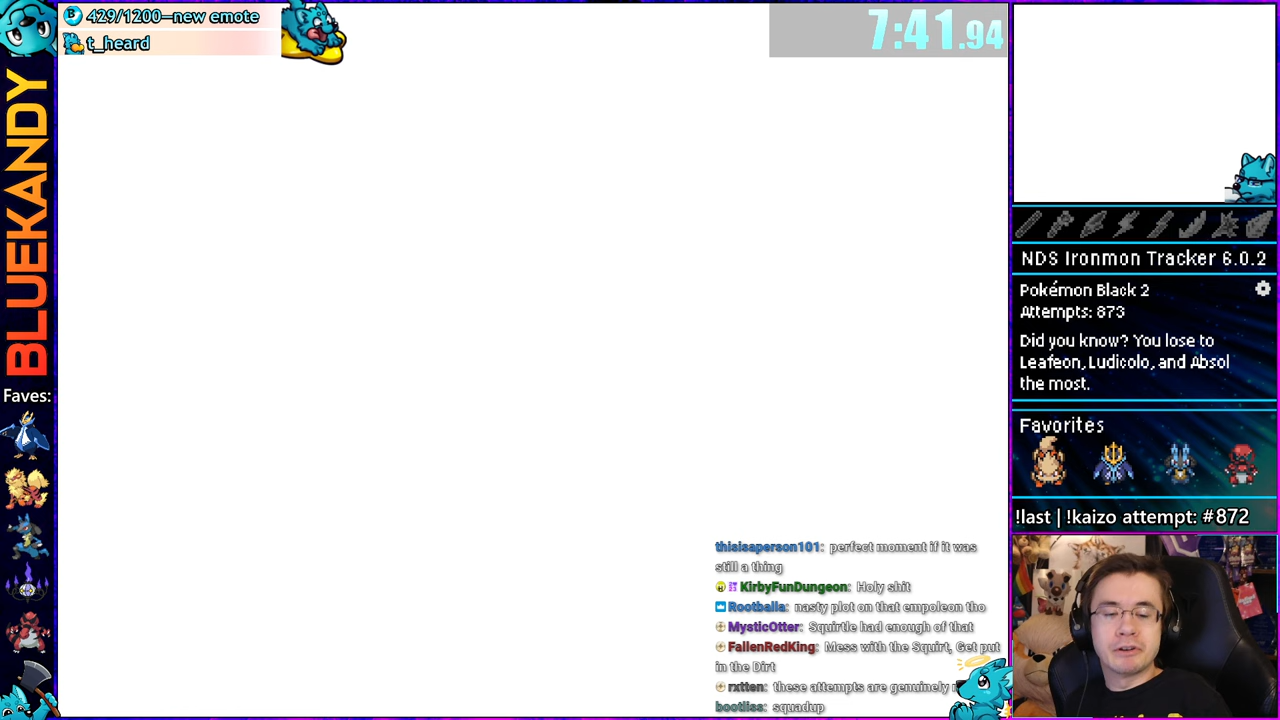 429/1200—new emote
t_heard
7:41.94
BLUEKANDY
Faves:
NDS Ironmon Tracker 6.0.2
Pokémon Black 2
Attempts: 873
Did you know? You lose to
Leafeon, Ludicolo, and Absol
the most.
Favorites
!last | !kaizo attempt: #872
thisisaperson101: perfect moment if it was
still a thing
KirbyFunDungeon: Holy shit
Rootballa: nasty plot on that empoleon tho
MysticOtter: Squirtle had enough of that
FallenRedKing: Mess with the Squirt, Get put
in the Dirt
rxtten: these attempts are genuinely
bootliss: squadup